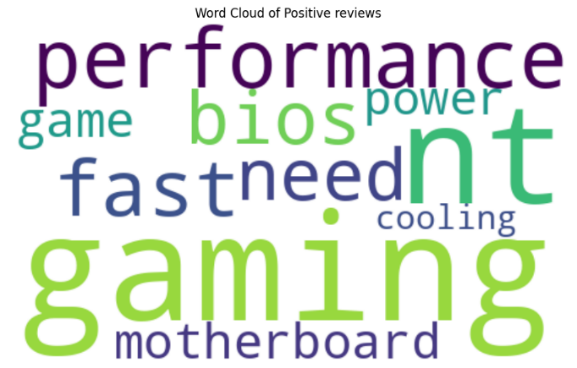 Word Cloud of Positive reviews
performance
game
bios
power
nt
fast
need
cooling
gaming
motherboard